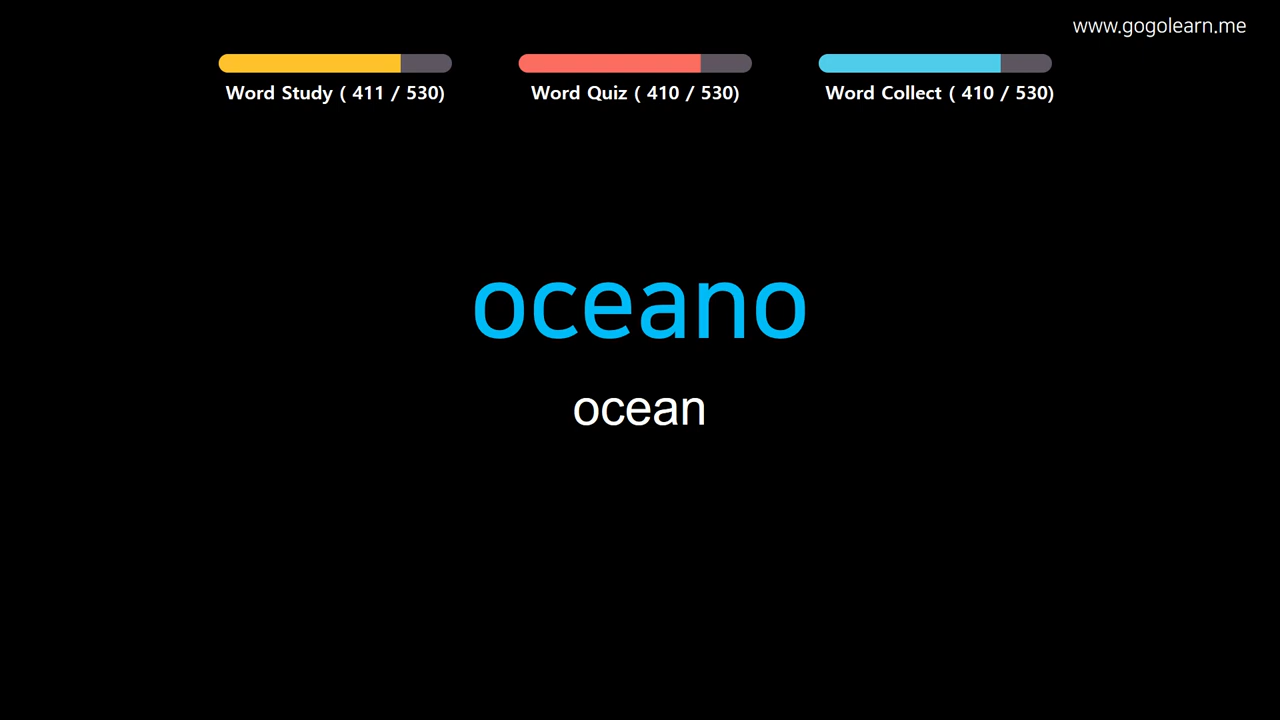 www.gogolearn.me
Word Study ( 411 / 530)
Word Quiz ( 410 / 530)
Word Collect ( 410 / 530)
oceano
ocean